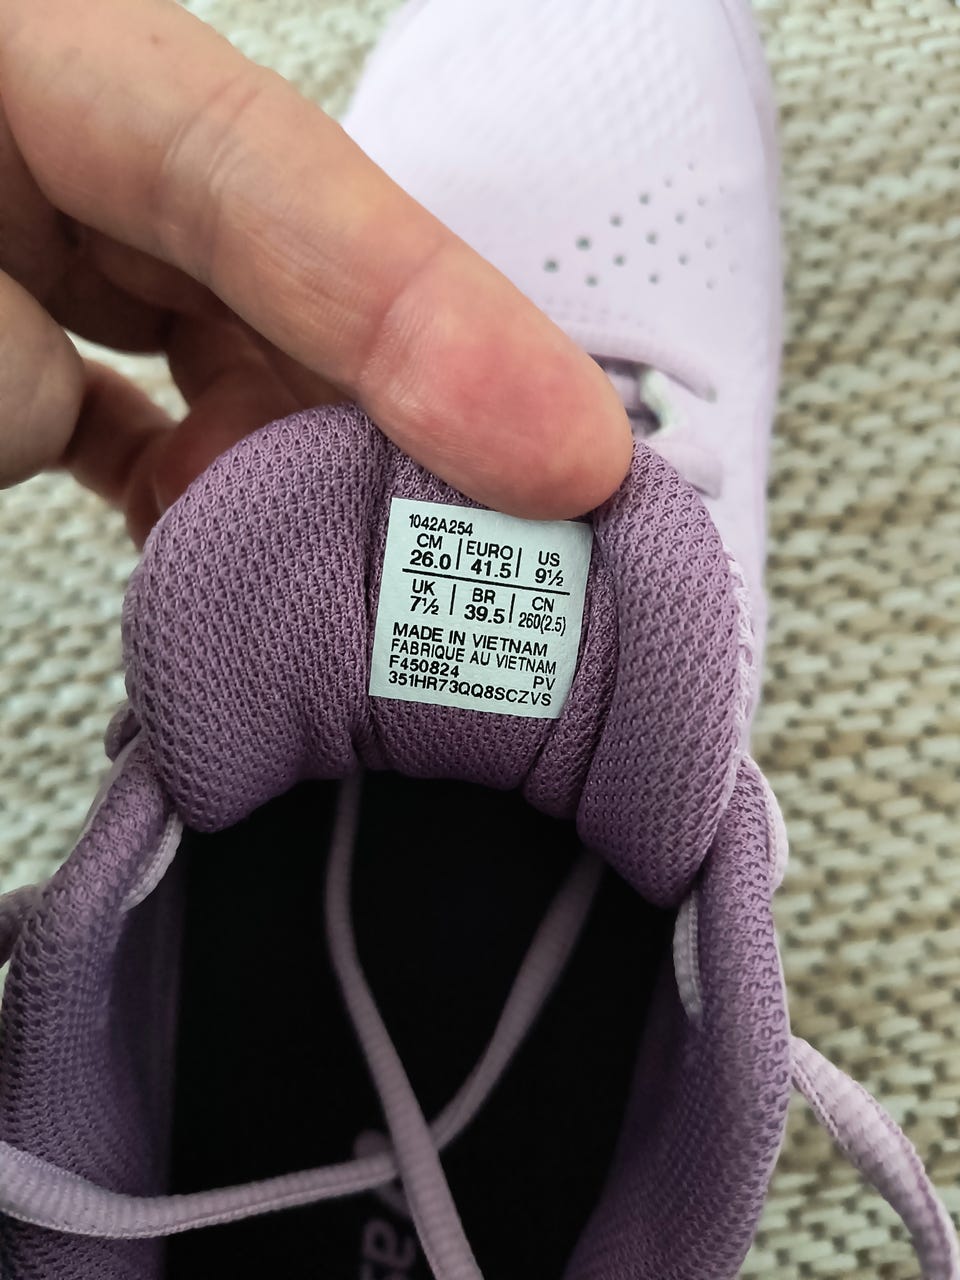 1042A254
CM EURO US
26.0 41.5 9½
UK BR CN
7½ 39.5 260(2.5)
MADE IN VIETNAM
FABRIQUE AU VIETNAM
F450824 PV
351HR73QQ8SCZVS